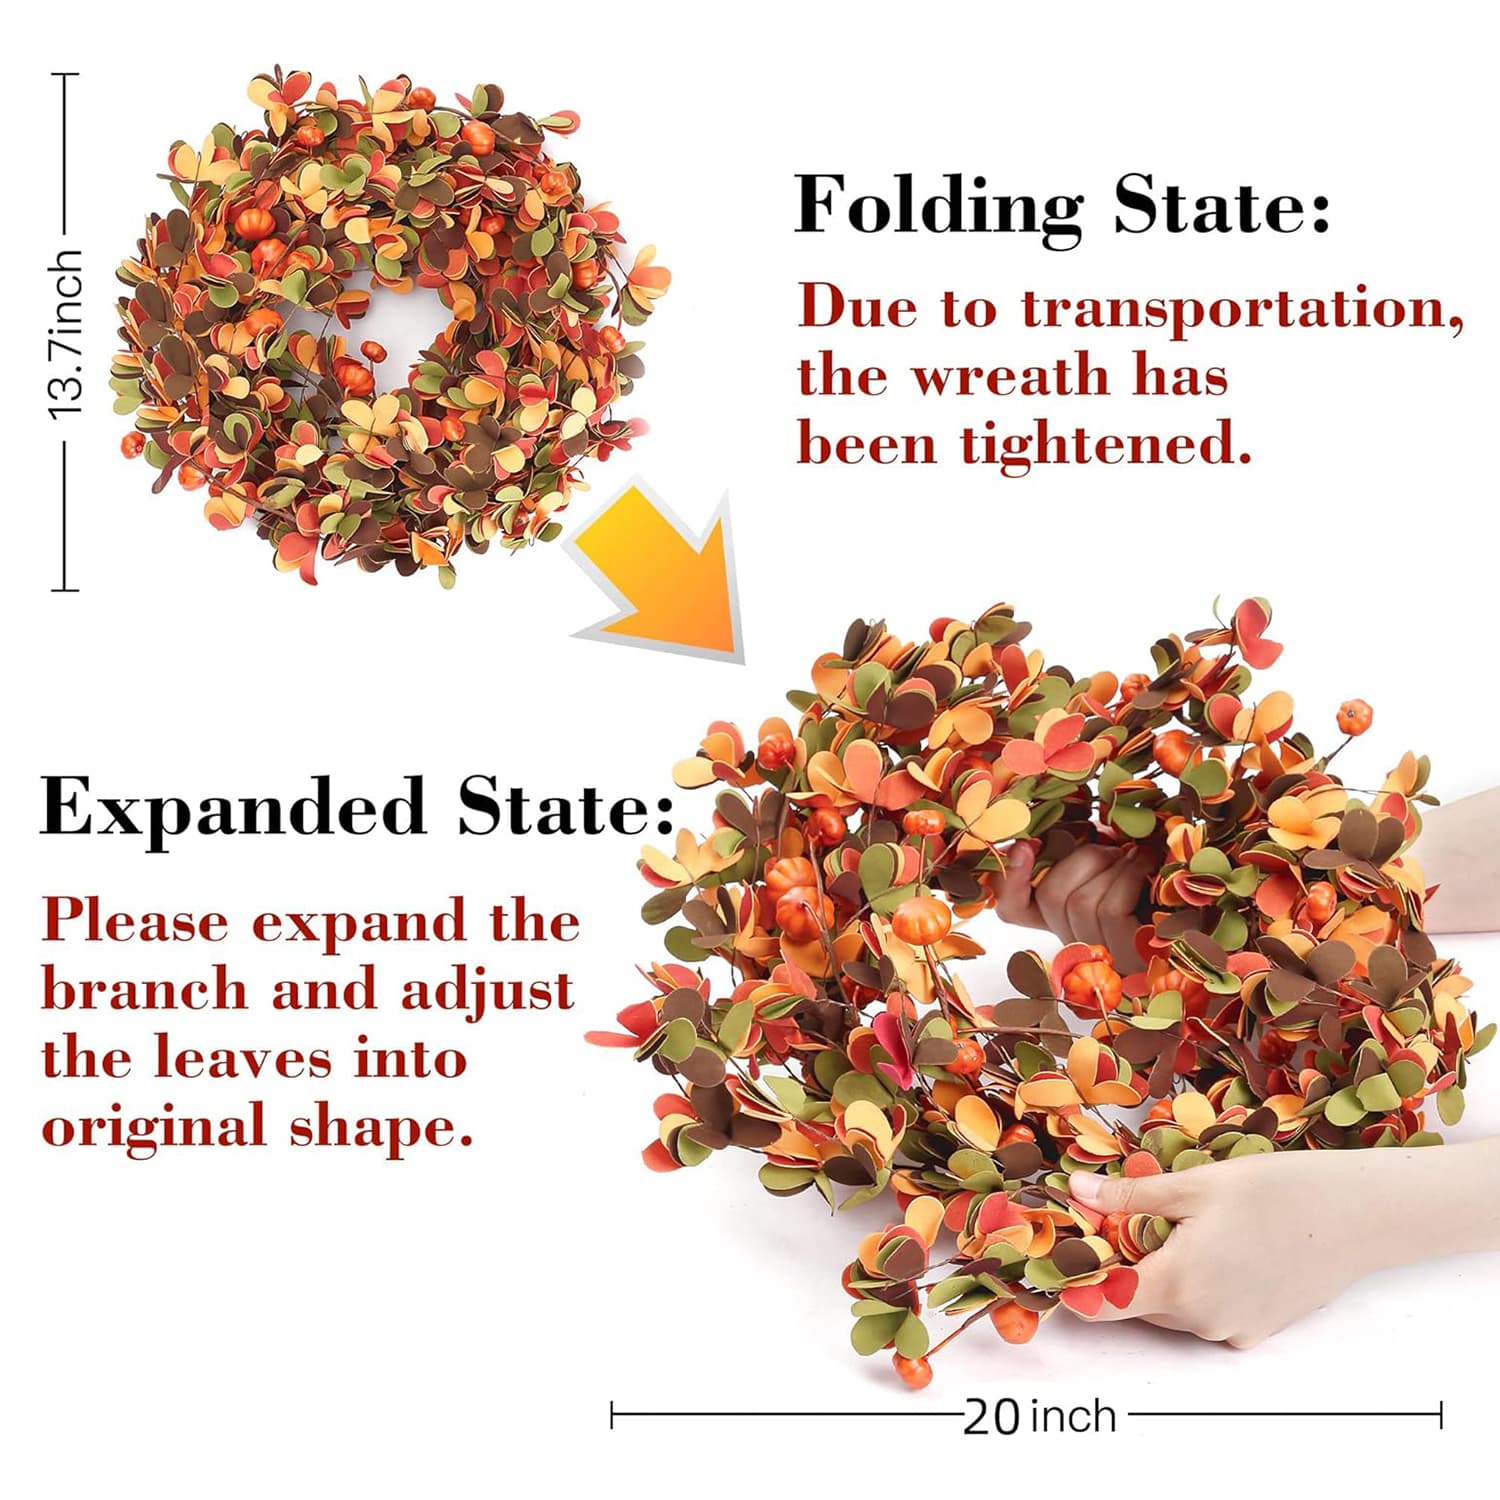 13.7inch
Folding State:
Due to transportation,
the wreath has
been tightened.
Expanded State:
Please expand the
branch and adjust
the leaves into
original shape.
20 inch